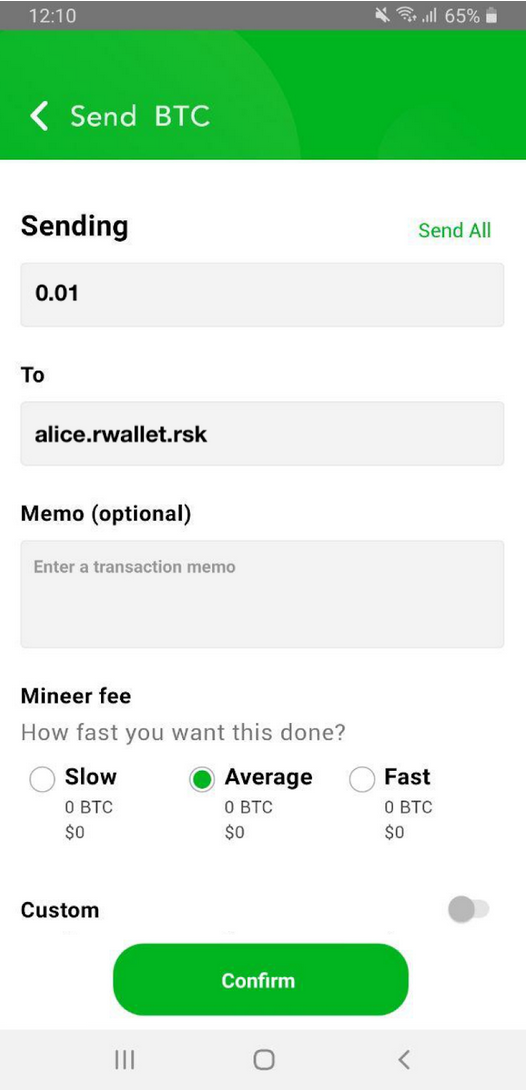 12:10 65%
Send BTC
Sending Send All
0.01
To
alice.rwallet.rsk
Memo (optional)
Enter a transaction memo
Mineer fee
How fast you want this done?
Slow Average Fast
0 BTC 0 BTC 0 BTC
$0 $0 $0
Custom
Confirm